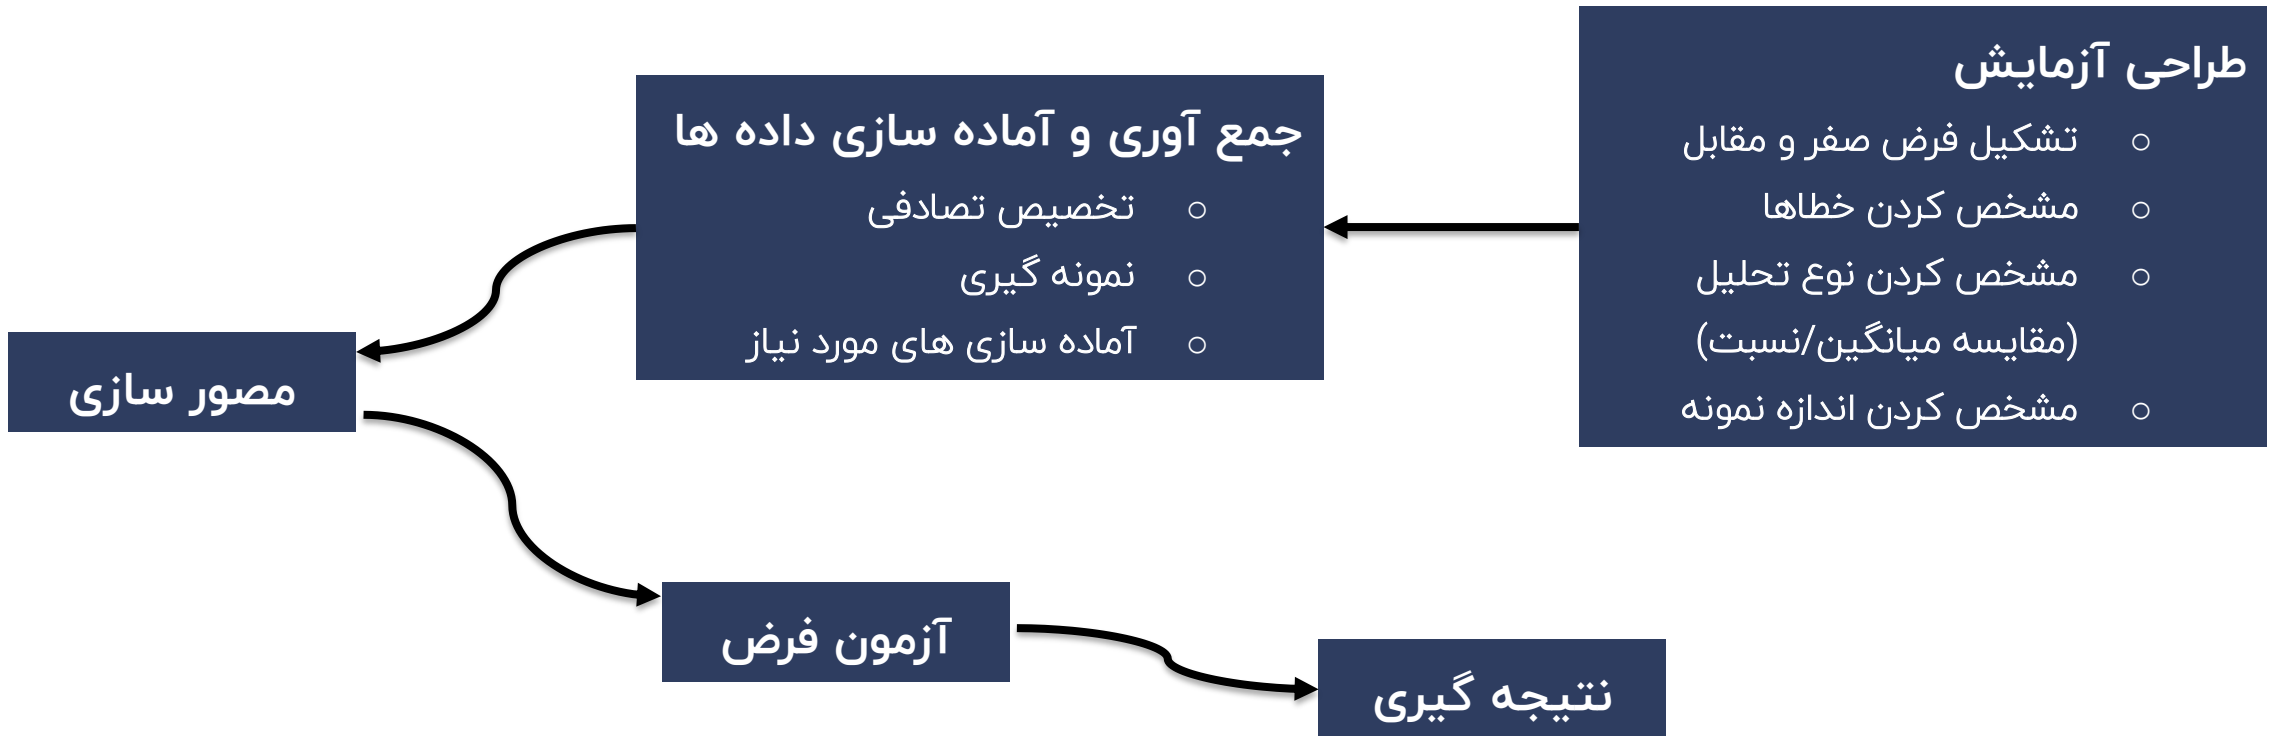 طراحی آزمایش
○ تشکیل فرض صفر و مقابل
○ مشخص کردن خطاها
○ مشخص کردن نوع تحلیل
(مقایسه میانگین/نسبت)
○ مشخص کردن اندازه نمونه
جمع آوری و آماده سازی داده ها
○ تخصیص تصادفی
○ نمونه گیری
○ آماده سازی های مورد نیاز
مصور سازی
آزمون فرض
نتیجه گیری